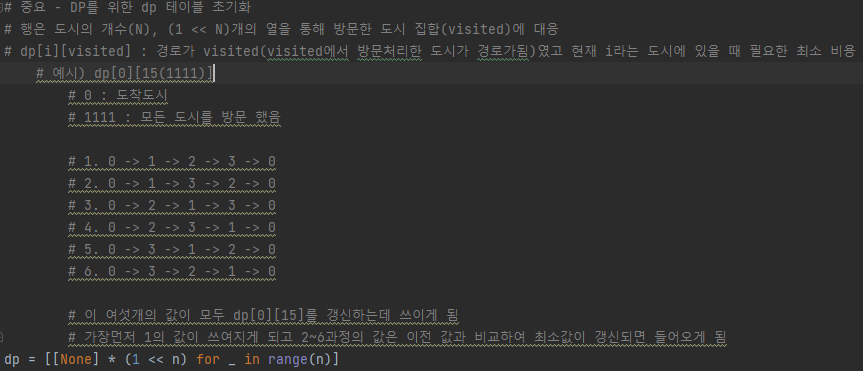 # 중요 - DP를 위한 dp 테이블 초기화
# 행은 도시의 개수(N), (1 << N)개의 열을 통해 방문한 도시 집합(visited)에 대응
# dp[i][visited] : 경로가 visited(visited에서 방문처리한 도시가 경로가됨)였고 현재 i라는 도시에 있을 때 필요한 최소 비용
# 예시) dp[0][15(1111)]
# 0 : 도착도시
# 1111 : 모든 도시를 방문 했음
# 1. 0 -> 1 -> 2 -> 3 -> 0
# 2. 0 -> 1 -> 3 -> 2 -> 0
# 3. 0 -> 2 -> 1 -> 3 -> 0
# 4. 0 -> 2 -> 3 -> 1 -> 0
# 5. 0 -> 3 -> 1 -> 2 -> 0
# 6. 0 -> 3 -> 2 -> 1 -> 0
# 이 여섯개의 값이 모두 dp[0][15]를 갱신하는데 쓰이게 됨
# 가장먼저 1의 값이 쓰여지게 되고 2~6과정의 값은 이전 값과 비교하여 최소값이 갱신되면 들어오게 됨
dp = [[None] * (1 << n) for _ in range(n)]